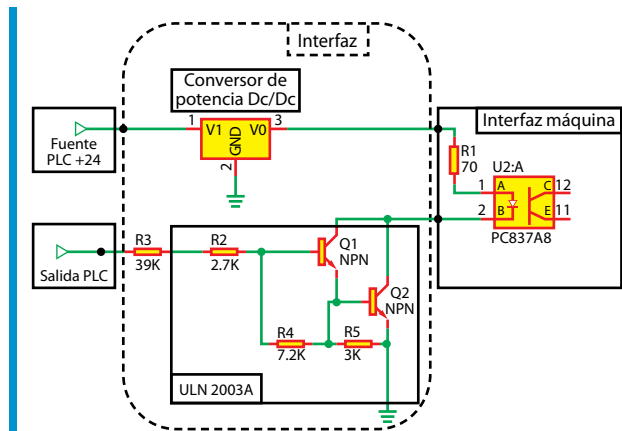 Interfaz
Conversor de
potencia Dc/Dc
1
V1
GND
V0
3
2
Fuente
PLC +24
Interfaz máquina
R1
70
U2:A
1
A
C
12
2
B
E
11
PC837A8
Salida PLC
R3
39K
R2
2.7K
Q1
NPN
Q2
NPN
R4
7.2K
R5
3K
ULN 2003A